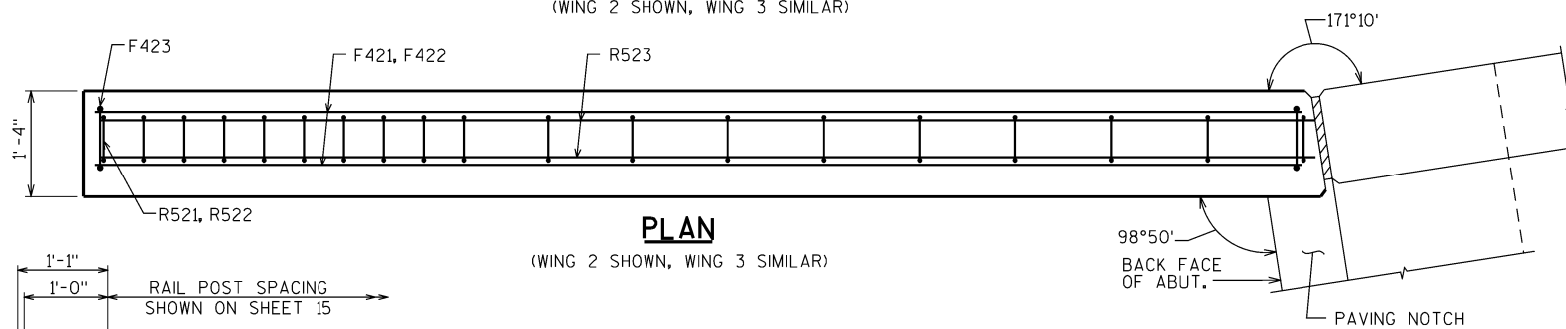 (WING 2 SHOWN, WING 3 SIMILAR)
171°10'
F423
F421, F422
R523
1'-4"
R521, R522
PLAN
(WING 2 SHOWN, WING 3 SIMILAR)
98°50'
BACK FACE
OF ABUT.
1'-1"
1'-0"
RAIL POST SPACING
SHOWN ON SHEET 15
PAVING NOTCH